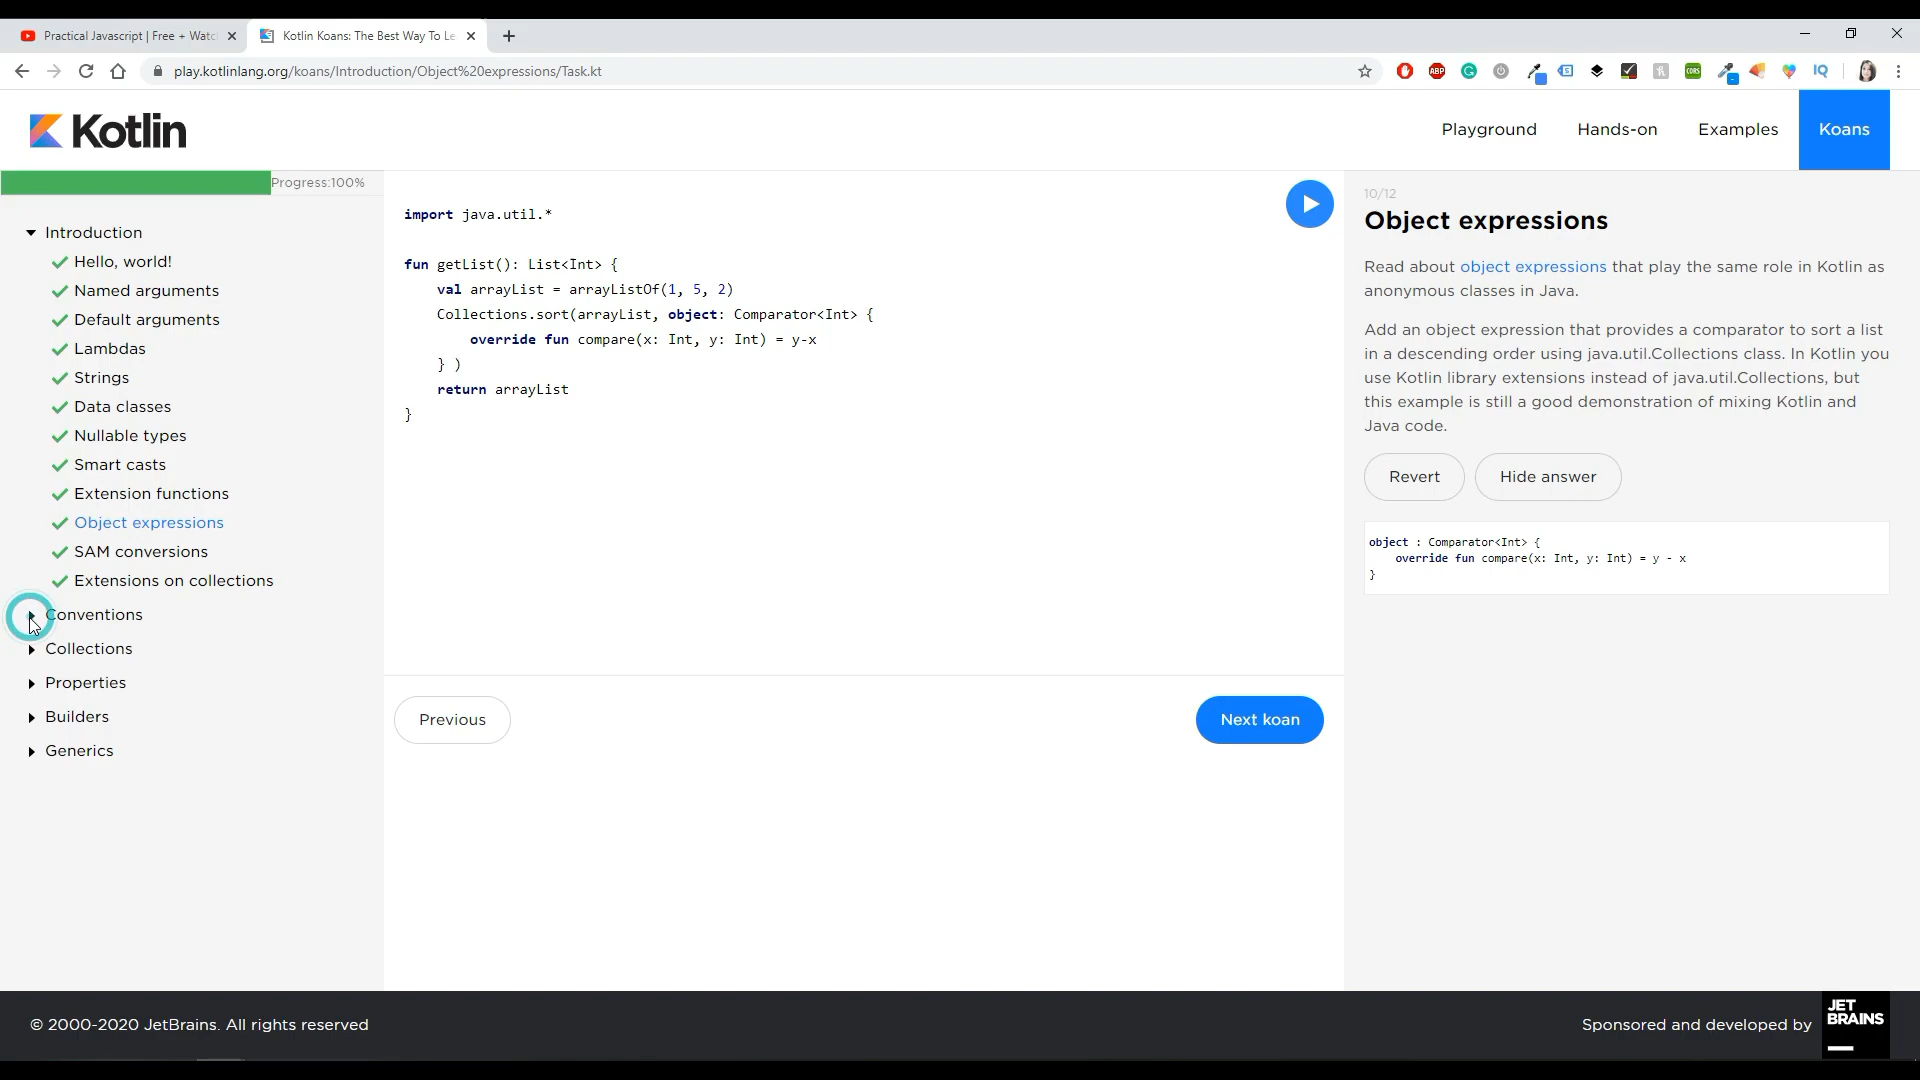 Practical Javascript | Free + Watc
Kotlin Koans: The Best Way To Le
play.kotlinlang.org/koans/Introduction/Object%20expressions/Task.kt
ABP
CORS
IQ
Kotlin
Playground
Hands-on
Examples
Koans
Progress:100%
Introduction
Hello, world!
Named arguments
Default arguments
Lambdas
Strings
Data classes
Nullable types
Smart casts
Extension functions
Object expressions
SAM conversions
Extensions on collections
Conventions
Collections
Properties
Builders
Generics
import java.util.*
fun getList(): List<Int> {
val arrayList = arrayListOf(1, 5, 2)
Collections.sort(arrayList, object: Comparator<Int> {
override fun compare(x: Int, y: Int) = y-x
} )
return arrayList
}
Previous
Next koan
10/12
Object expressions
Read about object expressions that play the same role in Kotlin as
anonymous classes in Java.
Add an object expression that provides a comparator to sort a list
in a descending order using java.util.Collections class. In Kotlin you
use Kotlin library extensions instead of java.util.Collections, but
this example is still a good demonstration of mixing Kotlin and
Java code.
Revert
Hide answer
object : Comparator<Int> {
override fun compare(x: Int, y: Int) = y - x
}
© 2000-2020 JetBrains. All rights reserved
Sponsored and developed by
JET
BRAINS